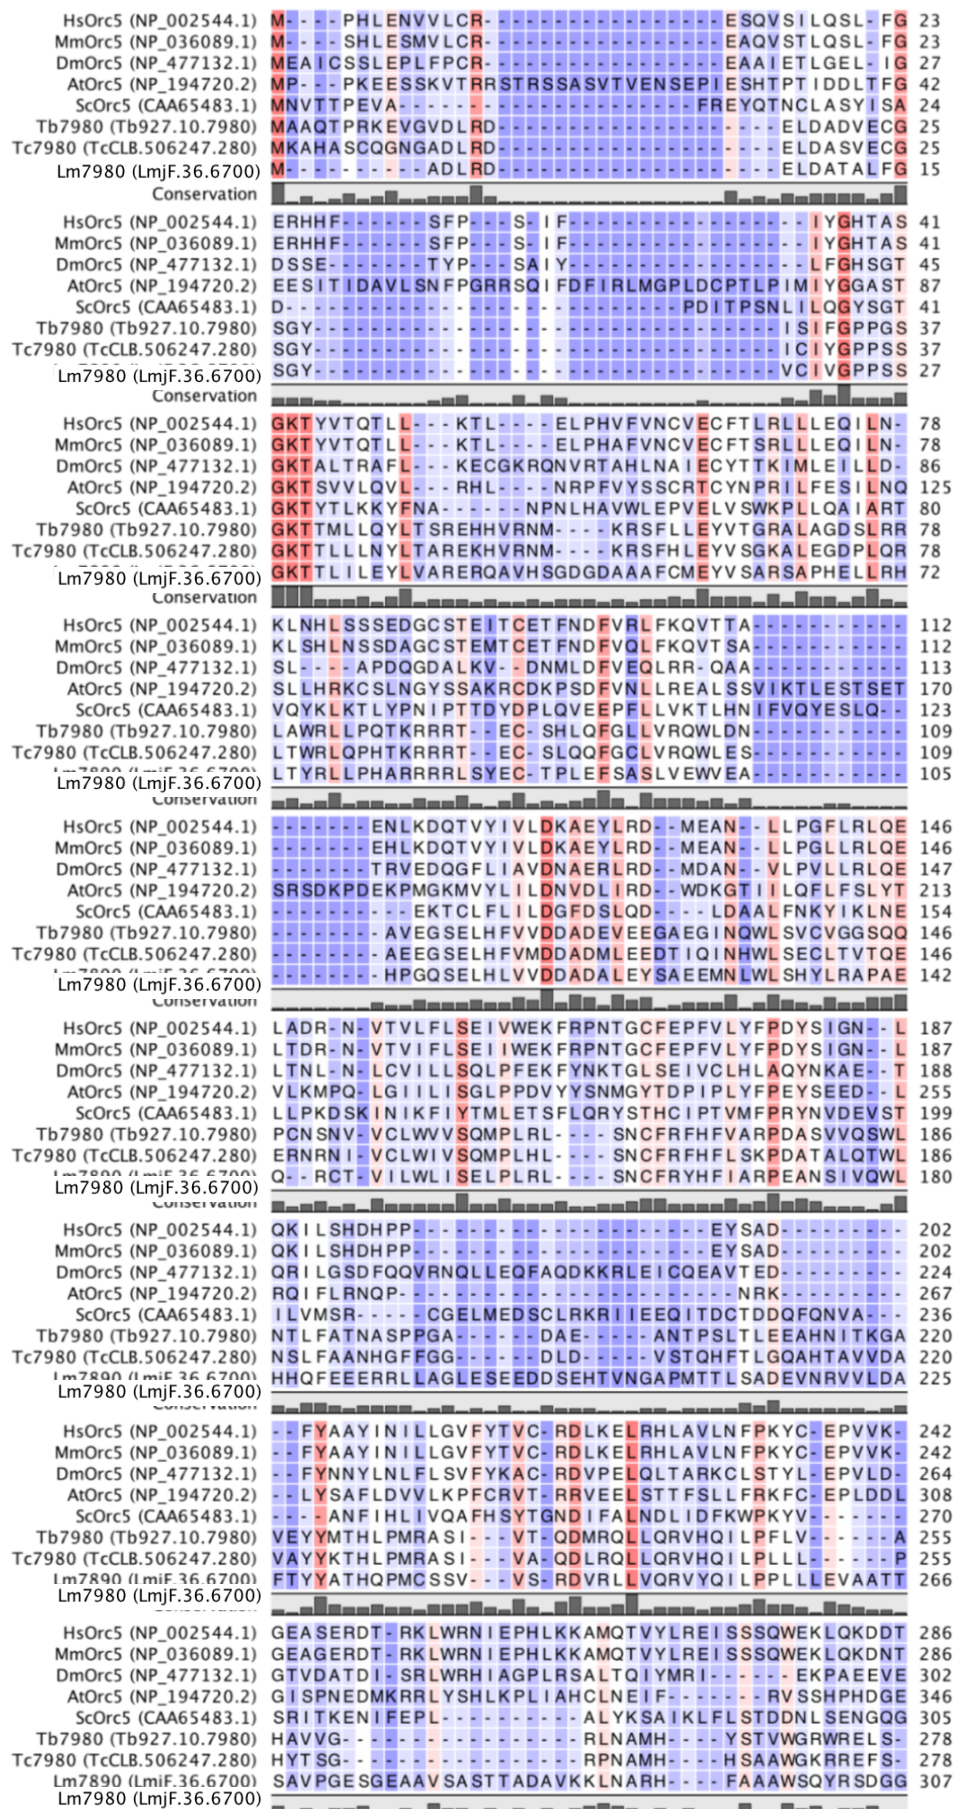 HsOrc5 (NP_002544.1) M----PHLENVVLCR-----------------ESQVSILQSL-FG 23
MmOrc5 (NP_036089.1) M----SHLESMVLCR-----------------EAQVSTLQSL-FG 23
DmOrc5 (NP_477132.1) MEAICSSLEPLFPCR-----------------EAAIETLGEL-IG 27
AtOrc5 (NP_194720.2) MP---PKEESSKVTRRSTRSSASVTVENSEPIESHTPTIDDLTFG 42
ScOrc5 (CAA65483.1) MNVTTPEVA---------------------FREYQTNCLASYISA 24
Tb7980 (Tb927.10.7980) MAAQTPRKEVGVDLRD--------------------ELDADVECG 25
Tc7980 (TcCLB.506247.280) MKAHASCQGNGADLRD--------------------ELDASVECG 25
Lm7980 (LmjF.36.6700) M----------ADLRD--------------------ELDATALFG 15
Conservation
HsOrc5 (NP_002544.1) ERHHF------SFP---S-IF-----------------IYGHTAS 41
MmOrc5 (NP_036089.1) ERHHF------SFP---S-IF-----------------IYGHTAS 41
DmOrc5 (NP_477132.1) DSSE-------TYP---SAIY-----------------LFGHSGT 45
AtOrc5 (NP_194720.2) EESITIDAVLSNFPGRRSQIFDFIRLMGPLDCPTLPIMIYGGAST 87
ScOrc5 (CAA65483.1) D----------------------------PDITPSNLILQGYSGT 41
Tb7980 (Tb927.10.7980) SGY---------------------------------ISIFGPPGS 37
Tc7980 (TcCLB.506247.280) SGY---------------------------------ICIYGPPSS 37
Lm7980 (LmjF.36.6700) SGY---------------------------------VCIVGPPSS 27
Conservation
HsOrc5 (NP_002544.1) GKTYVTQTLL---KTL----ELPHVFVNCVECFTLRLLLEQILN- 78
MmOrc5 (NP_036089.1) GKTYVTQTLL---KTL----ELPHAFVNCVECFTSRLLLEQILN- 78
DmOrc5 (NP_477132.1) GKTALTRAFL---KECGKRQNVRTAHLNAIECYTTKIMLEILLD- 86
AtOrc5 (NP_194720.2) GKTSVVLQVL---RHL----NRPFVYSSCRTCYNPRILFESILNQ 125
ScOrc5 (CAA65483.1) GKTYTLKKYFNA------NPNLHAVWLEPVELVSWKPLLQAIART 80
Tb7980 (Tb927.10.7980) GKTTMLLQYLTSREHHVRNM----KRSFLLEYVTGRALAGDSLRR 78
Tc7980 (TcCLB.506247.280) GKTTLLLNYLTAREKHVRNM----KRSFHLEYVSGKALEGDPLQR 78
Lm7980 (LmjF.36.6700) GKTTLILEYLVARERQAVHSGDGDAAAFCMEYVSARSAPHELLRH 72
Conservation
HsOrc5 (NP_002544.1) KLNHLSSSEDGCSTEITCETFNDFVRLFKQVTTA----------- 112
MmOrc5 (NP_036089.1) KLSHLNSSDAGCSTEMTCETFNDFVQLFKQVTSA----------- 112
DmOrc5 (NP_477132.1) SL---APDQGDALKV--DNMLDFVEQLRR-QAA------------ 113
AtOrc5 (NP_194720.2) SLLHRKCSLNGYSSAKRCDKPSDFVNLLREALSSVIKTLESTSET 170
ScOrc5 (CAA65483.1) VQYKLKTLYPNIPTTDYDPLQVEEPFLLVKTLHNIFVQYESLQ-- 123
Tb7980 (Tb927.10.7980) LAWRLLPQTKRRRT--EC-SHLQFGLLVRQWLDN----------- 109
Tc7980 (TcCLB.506247.280) LTWRLQPHTKRRRT--EC-SLQQFGCLVRQWLES----------- 109
Lm7980 (LmjF.36.6700) LTYRLLPHARRRRLSYEC-TPLEFSASLVEWVEA----------- 105
Conservation
HsOrc5 (NP_002544.1) -------ENLKDQTVYIVLDKAEYLRD--MEAN--LLPGFLRLQE 146
MmOrc5 (NP_036089.1) -------EHLKDQTVYIVLDKAEYLRD--MEAN--LLPGLLRLQE 146
DmOrc5 (NP_477132.1) -------TRVEDQGFLIAVDNAERLRD--MDAN--VLPVLLRLQE 147
AtOrc5 (NP_194720.2) SRSDKPDEKPMGKMVYLILDNVDLIRD--WDKGTIILQFLFSLYT 213
ScOrc5 (CAA65483.1) ----------EKTCLFLILDGFDSLQD----LDAALFNKYIKLNE 154
Tb7980 (Tb927.10.7980) --------AVEGSELHFVVDDADEVEEGAEGINQWLSVCVGGSQQ 146
Tc7980 (TcCLB.506247.280) --------AEEGSELHFVMDDADMLEEDTIQINHWLSECLTVTQE 146
Lm7980 (LmjF.36.6700) --------HPGQSELHLVVDDADALEYSAEEMNLWLSHYLRAPAE 142
Conservation
HsOrc5 (NP_002544.1) LADR-N-VTVLFLSEIVWEKFRPNTGCFEPFVLYFPDYSIGN--L 187
MmOrc5 (NP_036089.1) LTDR-N-VTVIFLSEIIWEKFRPNTGCFEPFVLYFPDYSIGN--L 187
DmOrc5 (NP_477132.1) LTNL-N-LCVILLSQLPFEKFYNKTGLSEIVCLHLAQYNKAE--T 188
AtOrc5 (NP_194720.2) VLKMPQ-LGIILISGLPPDVYYSNMGYTDPIPLYFPEYSEED--L 255
ScOrc5 (CAA65483.1) LLPKDSKINIKFIYTMLETSFLQRYSTHCIPTVMFPRYNVDEVST 199
Tb7980 (Tb927.10.7980) PCNSNV-VCLWVVSQMPLRL----SNCFRFHFVARPDASVVQSWL 186
Tc7980 (TcCLB.506247.280) ERNRNI-VCLWIVSQMPLHL----SNCFRFHFLSKPDATALQTWL 186
Lm7980 (LmjF.36.6700) Q--RCT-VILWLISELPLRL----SNCFRYHFIARPEANSIVQWL 180
Conservation
HsOrc5 (NP_002544.1) QKILSHDHPP---------------------EYSAD--------- 202
MmOrc5 (NP_036089.1) QKILSHDHPP---------------------EYSAD--------- 202
DmOrc5 (NP_477132.1) QRILGSDFQQVRNQLLEQFAQDKKRLEICQEAVTED--------- 224
AtOrc5 (NP_194720.2) RQIFLRNQP------------------------NRK--------- 267
ScOrc5 (CAA65483.1) ILVMSR-----CGELMEDSCLRKRIIEEQITDCTDDQFQNVA--- 236
Tb7980 (Tb927.10.7980) NTLFATNASPPGA------DAE-----ANTPSLTLEEAHNITKGA 220
Tc7980 (TcCLB.506247.280) NSLFAANHGFFGG------DLD-----VSTQHFTLGQAHTAVVDA 220
Lm7980 (LmjF.36.6700) HHQFEEERRLLAGLESEEDDSEHTVNGAPMTTLSADEVNRVVLDA 225
Conservation
HsOrc5 (NP_002544.1) --FYAAYINILLGVFYTVC-RDLKELRHLAVLNFPKYC-EPVVK- 242
MmOrc5 (NP_036089.1) --FYAAYINILLGVFYTVC-RDLKELRHLAVLNFPKYC-EPVVK- 242
DmOrc5 (NP_477132.1) --FYNNYLNLFLSVFYKAC-RDVPELQLTARKCLSTYL-EPVLD- 264
AtOrc5 (NP_194720.2) --LYSAFLDVVLKPFCRVT-RRVEELSTTFSLLFRKFC-EPLDDL 308
ScOrc5 (CAA65483.1) ----ANFIHLIVQAFHSYTGNDIFALNDLIDFKWPKYV------- 270
Tb7980 (Tb927.10.7980) VEYYMTHLPMRASI---VT-QDMRQLLQRVHQILPFLV------A 255
Tc7980 (TcCLB.506247.280) VAYYKTHLPMRASI---VA-QDLRQLLQRVHQILPLLL------P 255
Lm7890 (LmjF.36.6700) FTYYATHQPMCSSV---VS-RDVRLLVQRVYQILPPLLLEVAATT 266
Lm7980 (LmjF.36.6700)
HsOrc5 (NP_002544.1) GEASERDT-RKLWRNIEPHLKKAMQTVYLREISSSQWEKLQKDDT 286
MmOrc5 (NP_036089.1) GEAGERDT-RKLWRNIEPHLKKAMQTVYLREISSSQWEKLQKDNT 286
DmOrc5 (NP_477132.1) GTVDATDI-SRLWRHIAGPLRSALTQIYMRI------EKPAEEVE 302
AtOrc5 (NP_194720.2) GISPNEDMKRRLYSHLKPLIAHCLNEIF-------RVSSHPHDGE 346
ScOrc5 (CAA65483.1) SRITKENIFEPL----------ALYKSAIKLFLSTDDNLSENGQG 305
Tb7980 (Tb927.10.7980) HAVVG-----------------RLNAMH----YSTVWGRWRELS- 278
Tc7980 (TcCLB.506247.280) HYTSG-----------------RPNAMH----HSAAWGKRREFS- 278
Lm7890 (LmjF.36.6700) SAVPGESGEAAVSASTTADAVKKLNARH----FAAAWSQYRSDGG 307
Lm7980 (LmjF.36.6700)